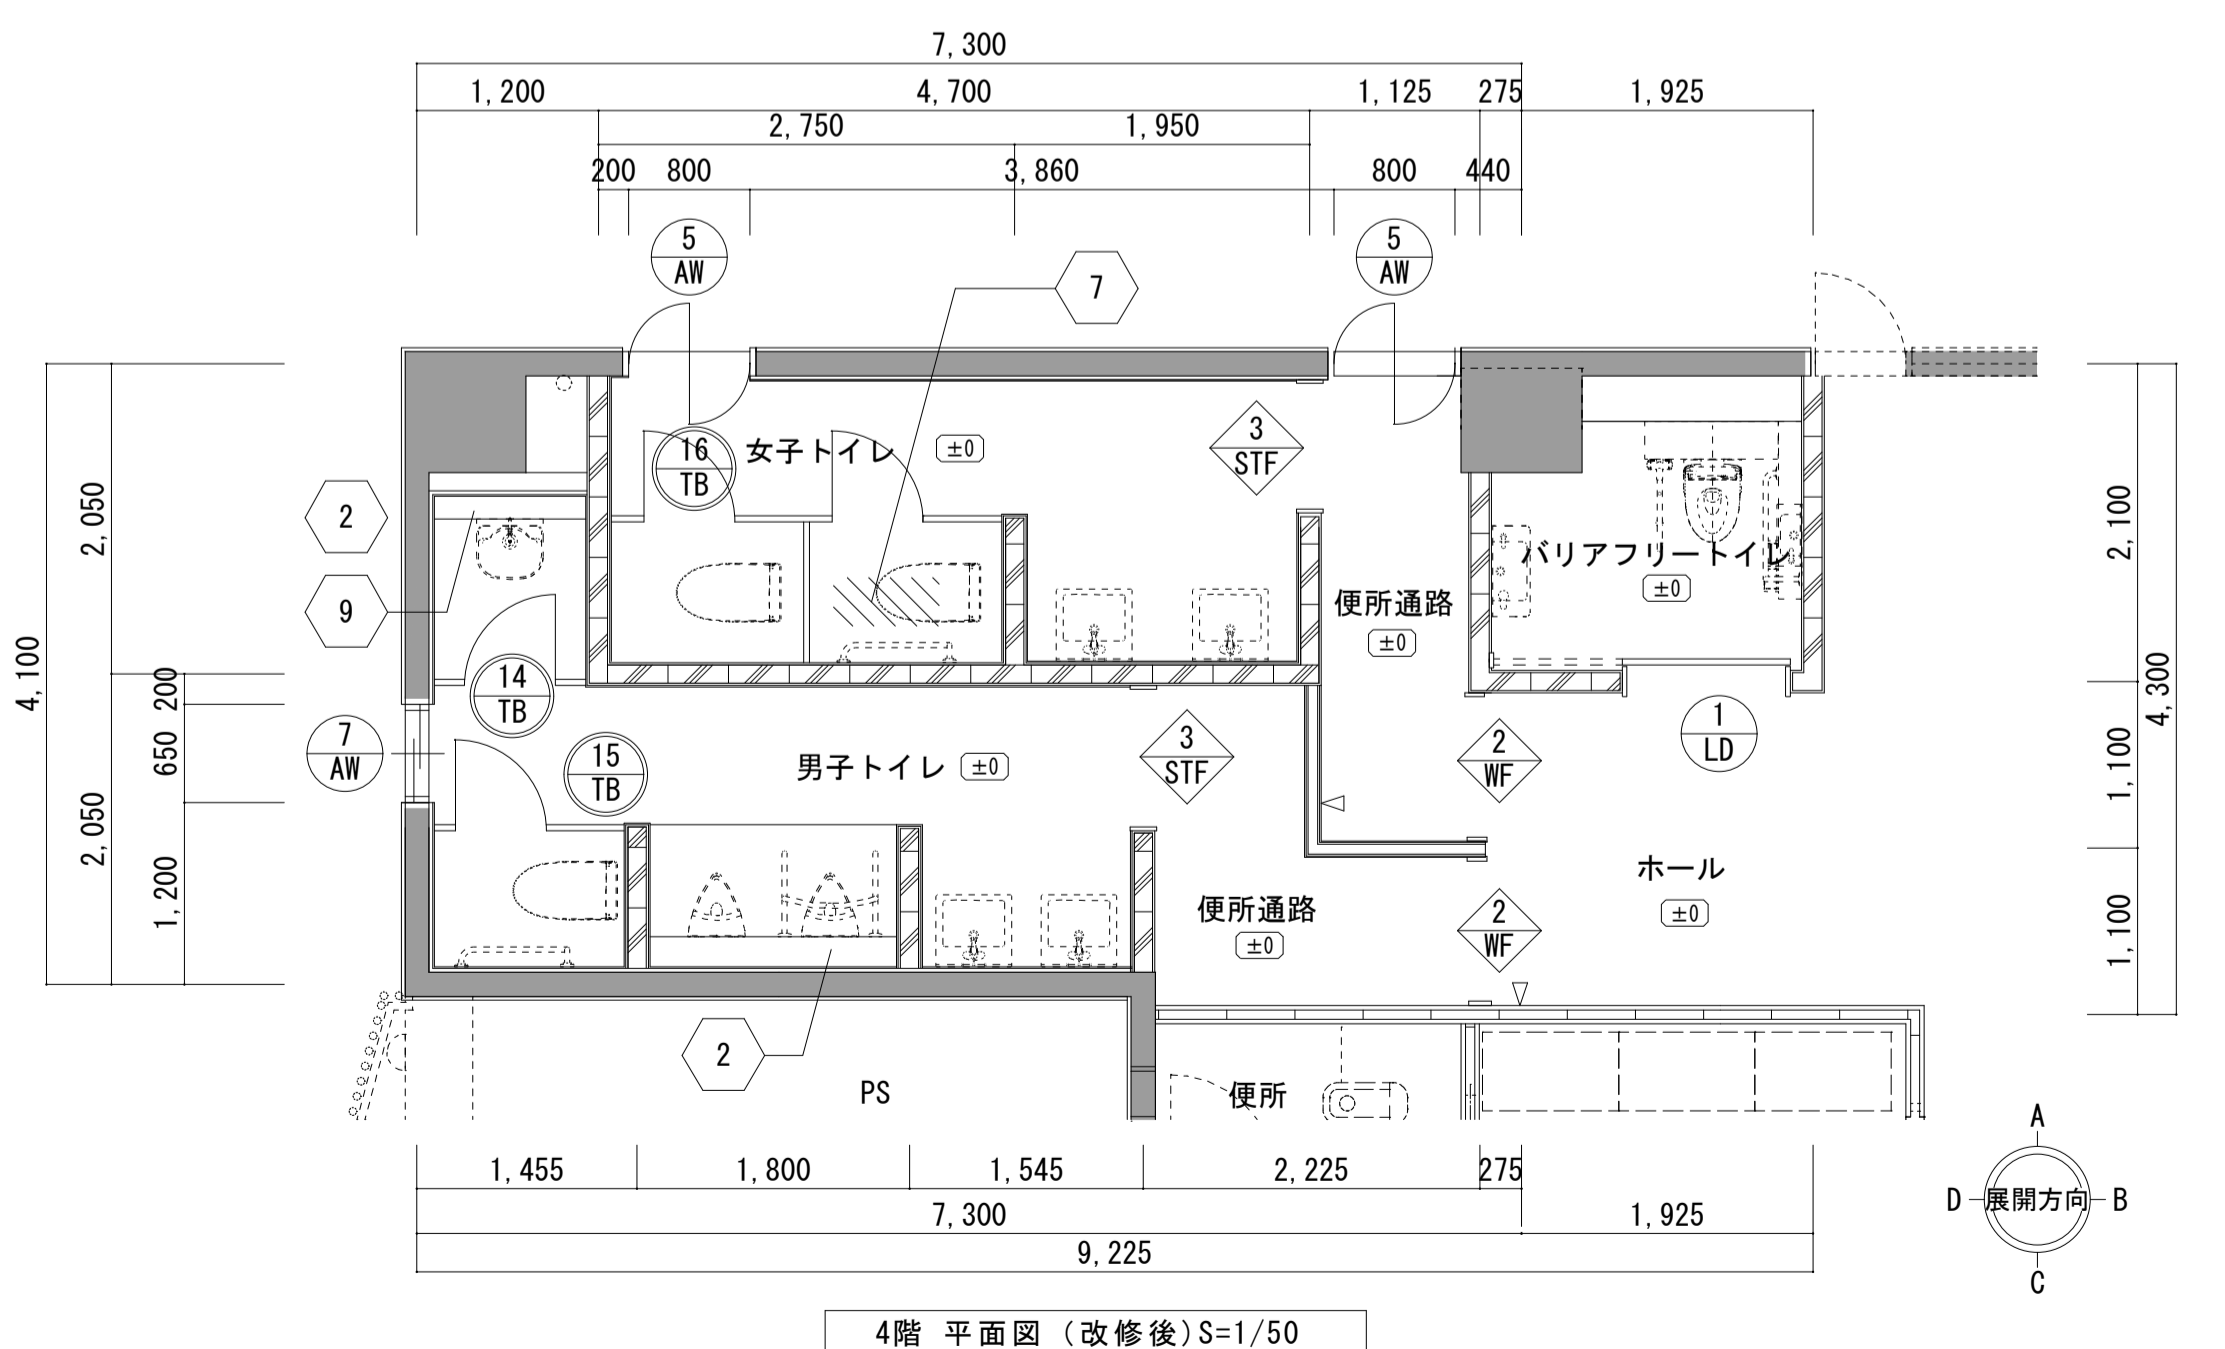 7,300
1,200 4,700 1,125 275 1,925
2,750 1,950
200 800 3,860 800 440
5
AW
5
AW
7
16
TB
女子トイレ ±0
3
STF
2
9
バリアフリートイレ
±0
便所通路
±0
4,100
2,050
2,050
200
650
1,200
2,100
1,100
1,100
4,300
14
TB
7
AW
15
TB
男子トイレ ±0
3
STF
2
WF
1
LD
ホール
±0
便所通路
±0
2
WF
2
PS
便所
1,455 1,800 1,545 2,225 275
7,300 1,925
9,225
A
D 展開方向 B
C
4階 平面図 (改修後)S=1/50